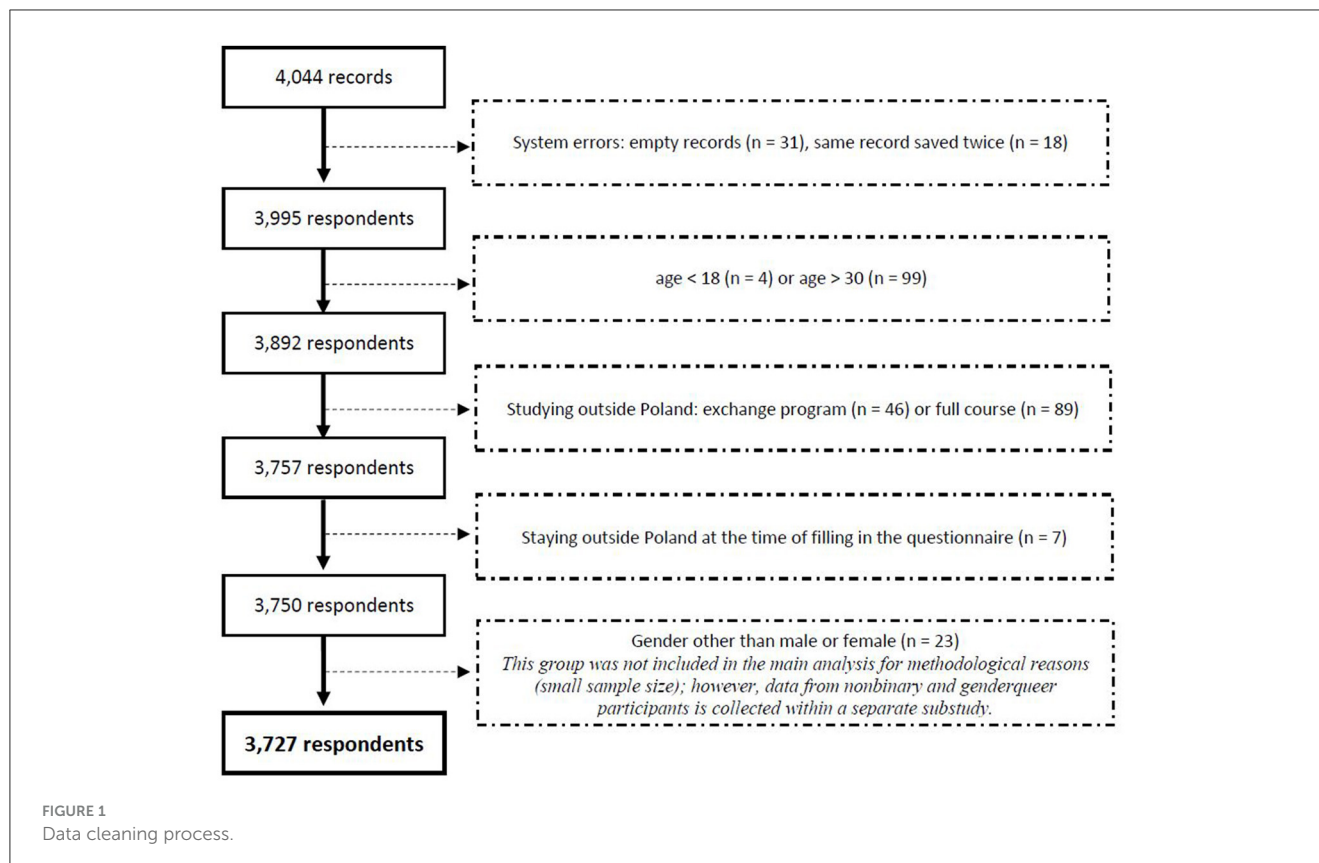 4,044 records
System errors: empty records (n = 31), same record saved twice (n = 18)
3,995 respondents
age < 18 (n = 4) or age > 30 (n = 99)
3,892 respondents
Studying outside Poland: exchange program (n = 46) or full course (n = 89)
3,757 respondents
Staying outside Poland at the time of filling in the questionnaire (n = 7)
3,750 respondents
Gender other than male or female (n = 23)
This group was not included in the main analysis for methodological reasons
(small sample size); however, data from nonbinary and genderqueer
participants is collected within a separate substudy.
3,727 respondents
FIGURE 1
Data cleaning process.